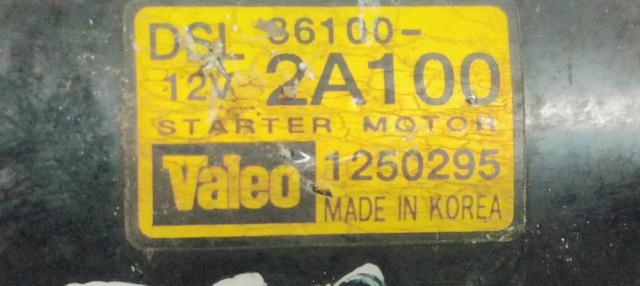 DSL 36100-
12V 2A100
STARTER MOTOR
Valeo 1250295
MADE IN KOREA